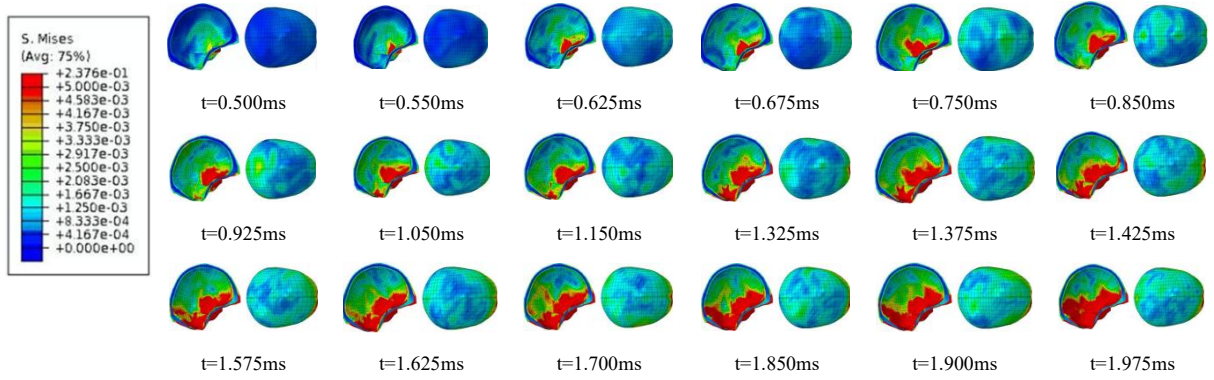 S. Mises
(Avg: 75%)
+2.376e-01
+5.000e-03
+4.583e-03
+4.167e-03
+3.750e-03
+3.333e-03
+2.917e-03
+2.500e-03
+2.083e-03
+1.667e-03
+1.250e-03
+8.333e-04
+4.167e-04
+0.000e+00
t=0.500ms t=0.550ms t=0.625ms t=0.675ms t=0.750ms t=0.850ms
t=0.925ms t=1.050ms t=1.150ms t=1.325ms t=1.375ms t=1.425ms
t=1.575ms t=1.625ms t=1.700ms t=1.850ms t=1.900ms t=1.975ms